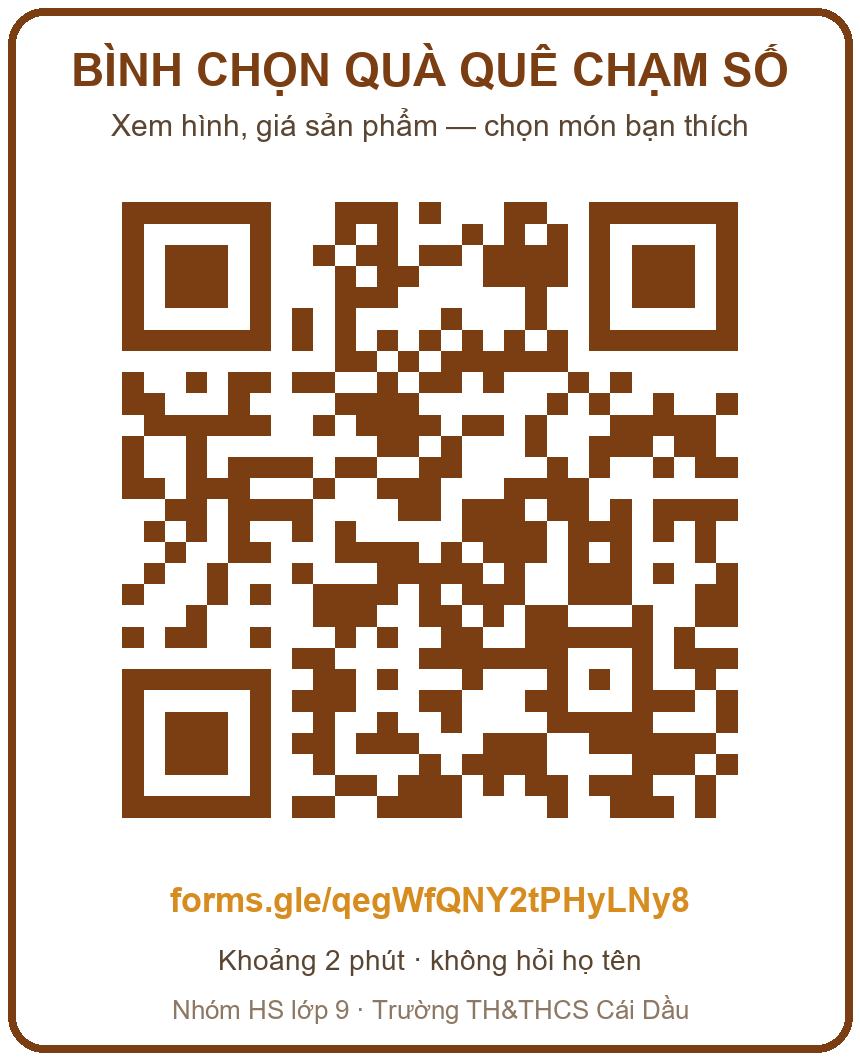 BÌNH CHỌN QUÀ QUÊ CHẠM SỐ
Xem hình, giá sản phẩm — chọn món bạn thích
forms.gle/qegWfQNY2tPHyLNy8
Khoảng 2 phút · không hỏi họ tên
Nhóm HS lớp 9 · Trường TH&THCS Cái Dầu